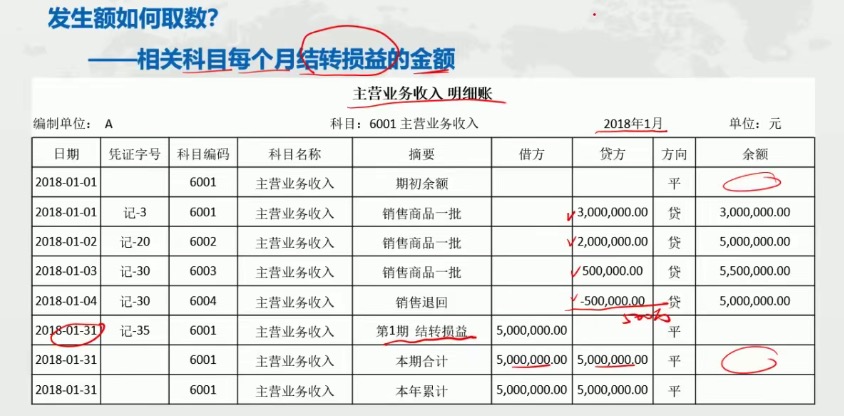 发生额如何取数?
——相关科目每个月结转损益的金额
主营业务收入 明细账
编制单位: A 科目:6001 主营业务收入 2018年1月 单位:元
日期 凭证字号 科目编码 科目名称 摘要 借方 贷方 方向 余额
2018-01-01 6001 主营业务收入 期初余额 平
2018-01-01 记-3 6001 主营业务收入 销售商品一批 3,000,000.00 贷 3,000,000.00
2018-01-02 记-20 6002 主营业务收入 销售商品一批 2,000,000.00 贷 5,000,000.00
2018-01-03 记-30 6003 主营业务收入 销售商品一批 500,000.00 贷 5,500,000.00
2018-01-04 记-30 6004 主营业务收入 销售退回 -500,000.00 贷 5,000,000.00
2018-01-31 记-35 6001 主营业务收入 第1期 结转损益 5,000,000.00 平
2018-01-31 6001 主营业务收入 本期合计 5,000,000.00 5,000,000.00 平
2018-01-31 6001 主营业务收入 本年累计 5,000,000.00 5,000,000.00 平